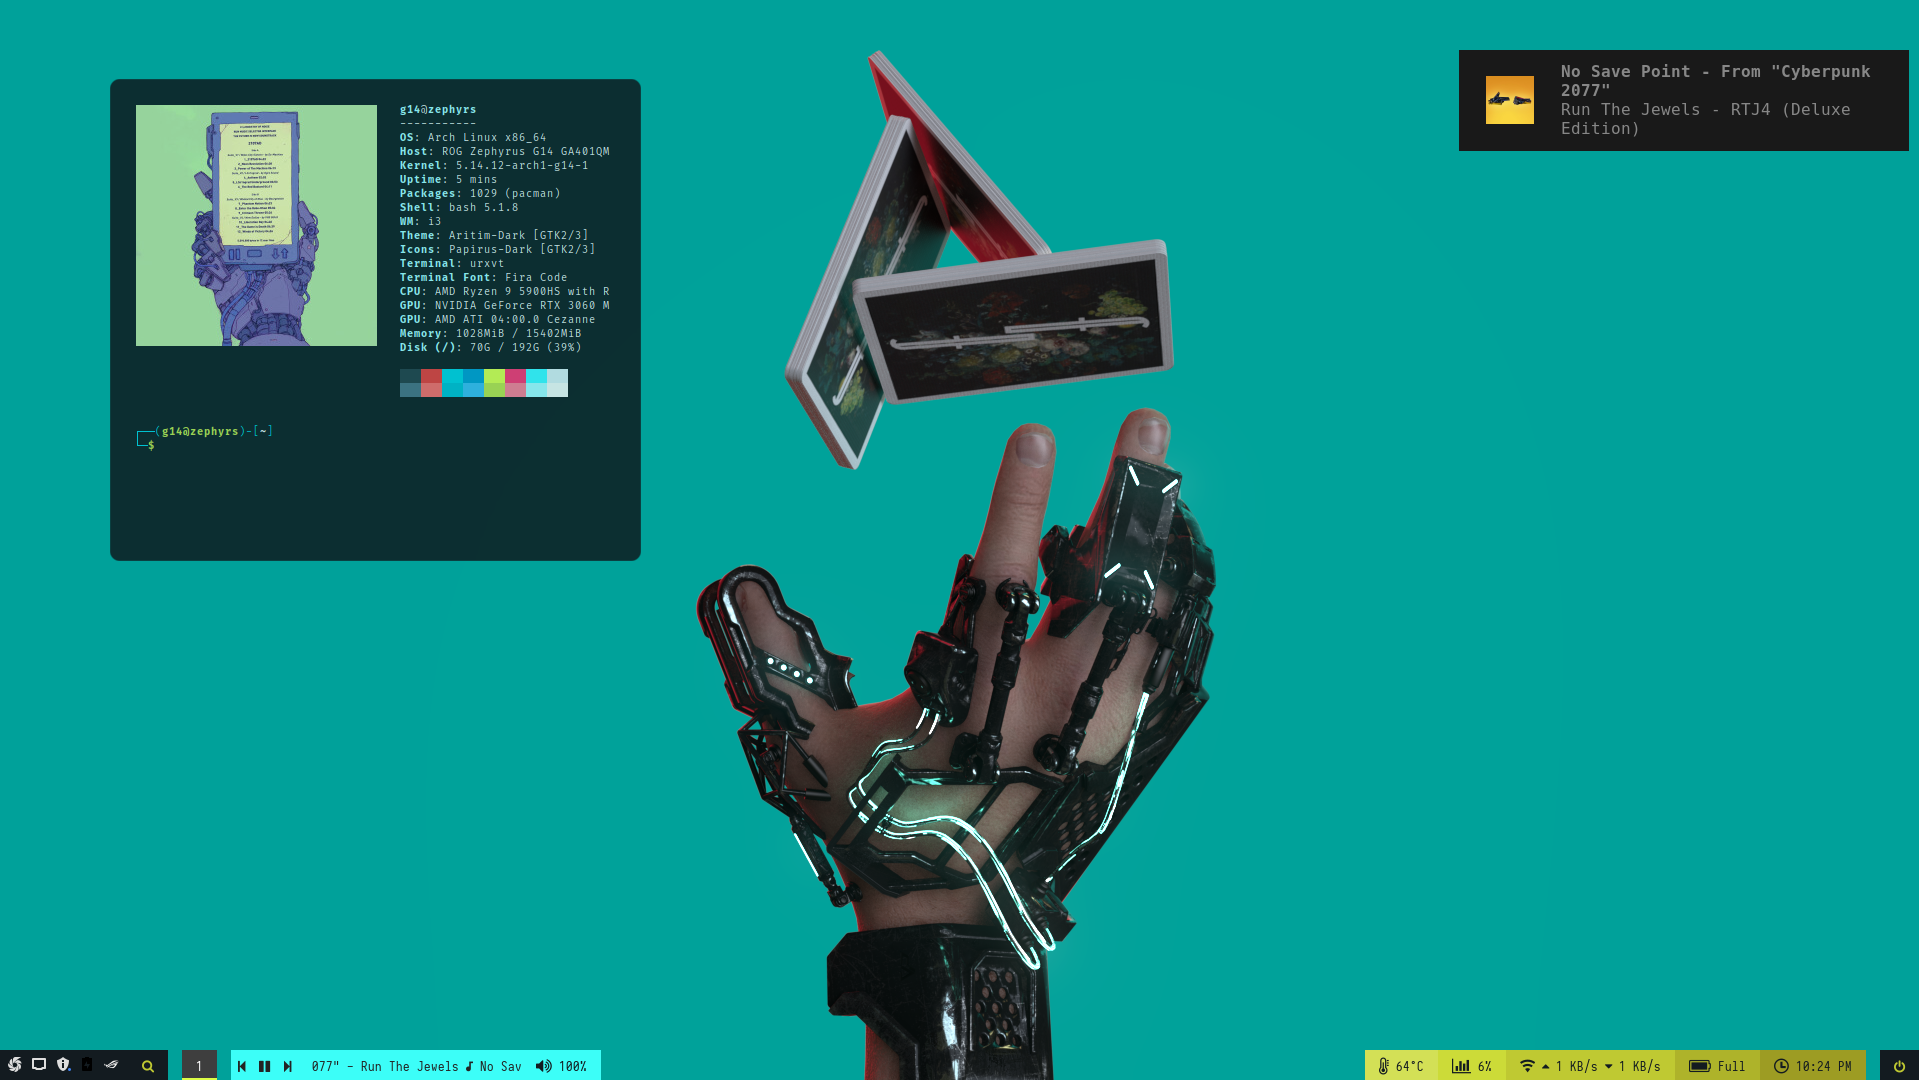 g14@zephyrs
-----------
OS: Arch Linux x86_64
Host: ROG Zephyrus G14 GA401QM
Kernel: 5.14.12-arch1-g14-1
Uptime: 5 mins
Packages: 1029 (pacman)
Shell: bash 5.1.8
WM: i3
Theme: Aritim-Dark [GTK2/3]
Icons: Papirus-Dark [GTK2/3]
Terminal: urxvt
Terminal Font: Fira Code
CPU: AMD Ryzen 9 5900HS with R
GPU: NVIDIA GeForce RTX 3060 M
GPU: AMD ATI 04:00.0 Cezanne
Memory: 1028MiB / 15402MiB
Disk (/): 70G / 192G (39%)
┌──(g14@zephyrs)-[~]
└─$
No Save Point - From "Cyberpunk
2077"
Run The Jewels - RTJ4 (Deluxe
Edition)
1
077" - Run The Jewels ♪ No Sav
100%
64°C
6%
1 KB/s
1 KB/s
Full
10:24 PM